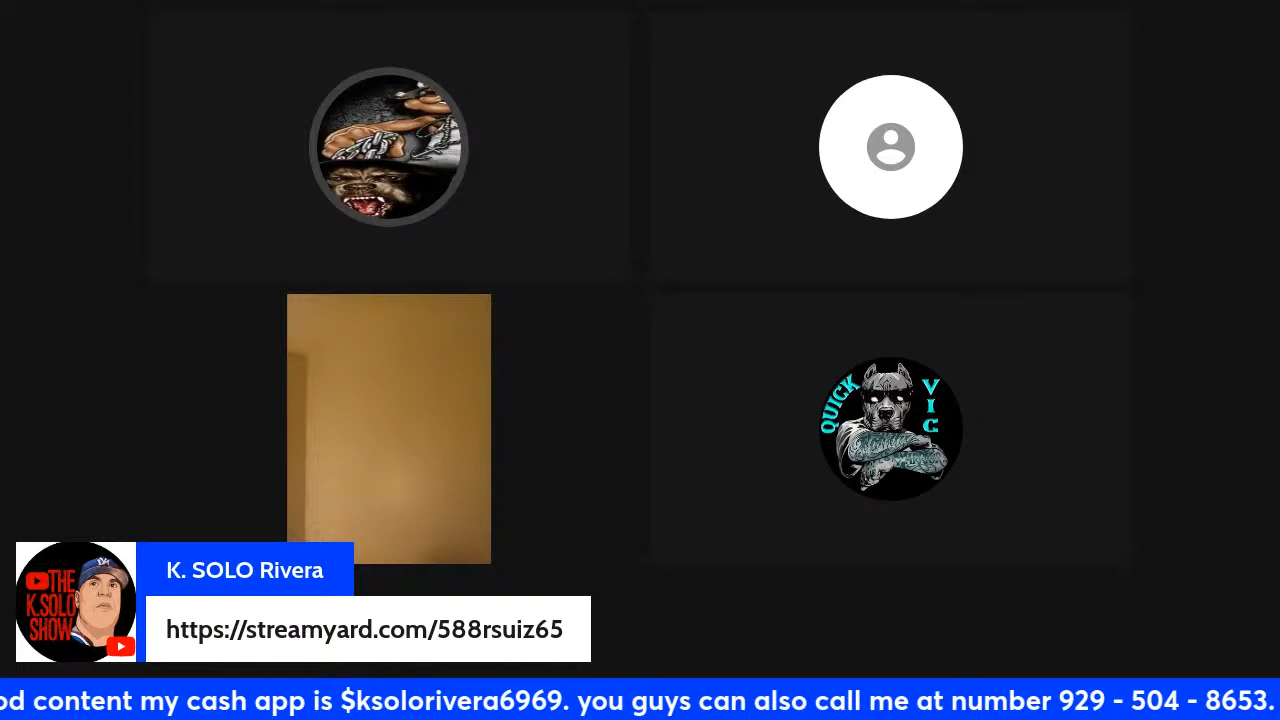 QUICK
VIG
THE
K.SOLO
SHOW
K. SOLO Rivera
https://streamyard.com/588rsuiz65
od content my cash app is $ksolorivera6969. you guys can also call me at number 929 - 504 - 8653.